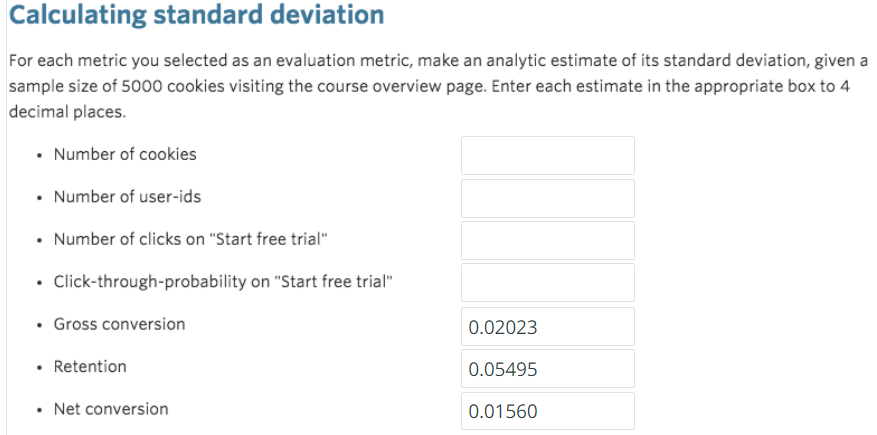 Calculating standard deviation
For each metric you selected as an evaluation metric, make an analytic estimate of its standard deviation, given a
sample size of 5000 cookies visiting the course overview page. Enter each estimate in the appropriate box to 4
decimal places.
• Number of cookies
• Number of user-ids
• Number of clicks on "Start free trial"
• Click-through-probability on "Start free trial"
• Gross conversion 0.02023
• Retention 0.05495
• Net conversion 0.01560